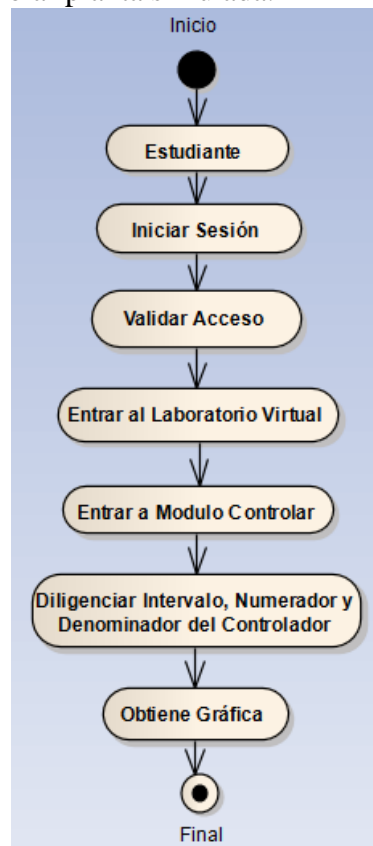 Inicio
Estudiante
Iniciar Sesión
Validar Acceso
Entrar al Laboratorio Virtual
Entrar a Modulo Controlar
Diligenciar Intervalo, Numerador y
Denominador del Controlador
Obtiene Gráfica
Final